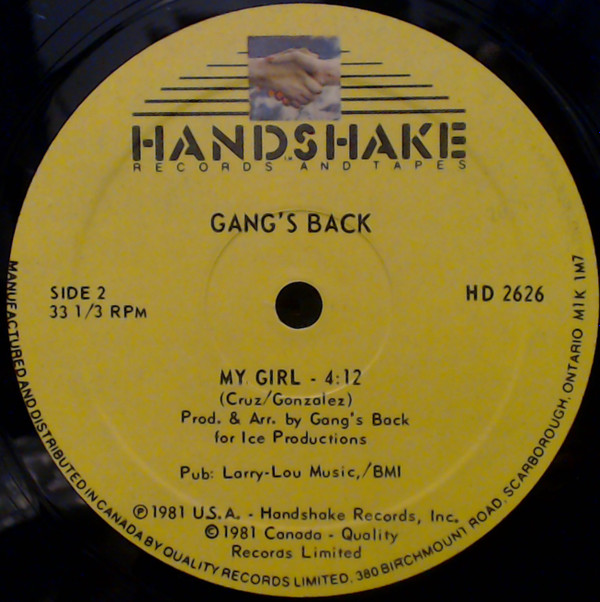 HANDSHAKE
RECORDS AND TAPES
GANG'S BACK
SIDE 2
33 1/3 RPM
HD 2626
MY GIRL - 4:12
(Cruz/Gonzalez)
Prod. & Arr. by Gang's Back
for Ice Productions
Pub: Larry-Lou Music,/BMI
℗1981 U.S.A. - Handshake Records, Inc.
©1981 Canada - Quality
Records Limited
MANUFACTURED AND DISTRIBUTED IN CANADA BY QUALITY RECORDS LIMITED, 380 BIRCHMOUNT ROAD, SCARBOROUGH, ONTARIO M1K 1M7